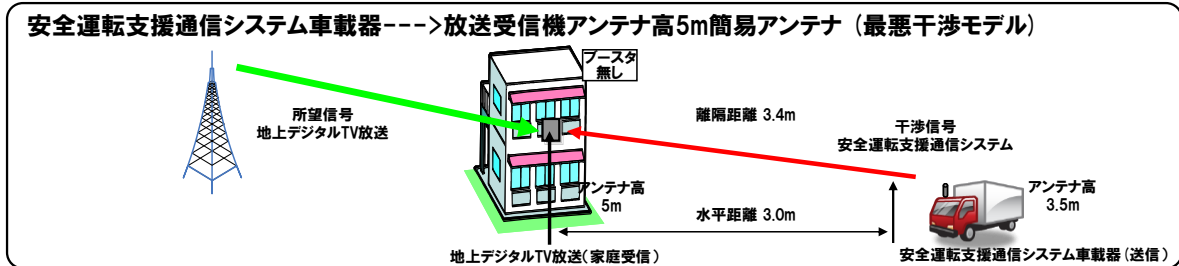 安全運転支援通信システム車載器--->放送受信機アンテナ高5m簡易アンテナ (最悪干渉モデル)
ブースタ
無し
所望信号
地上デジタルTV放送
離隔距離 3.4m
干渉信号
安全運転支援通信システム
アンテナ高
5m
アンテナ高
3.5m
水平距離 3.0m
地上デジタルTV放送(家庭受信)
安全運転支援通信システム車載器(送信)